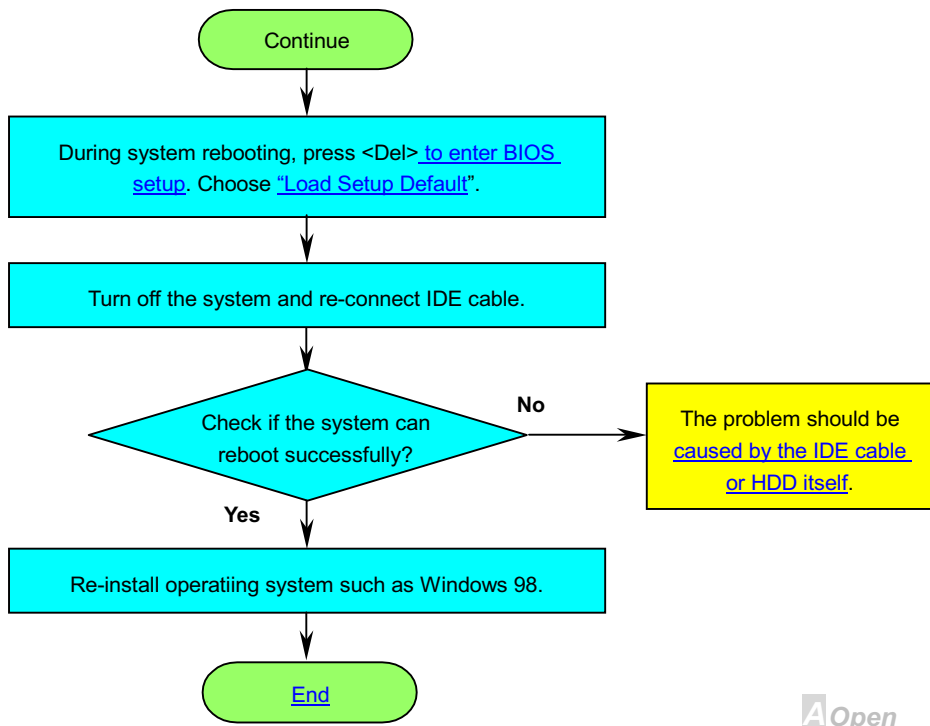 Continue
During system rebooting, press <Del> to enter BIOS
setup. Choose “Load Setup Default”.
Turn off the system and re-connect IDE cable.
Check if the system can
reboot successfully?
No
The problem should be
caused by the IDE cable
or HDD itself.
Yes
Re-install operatiing system such as Windows 98.
End
AOpen